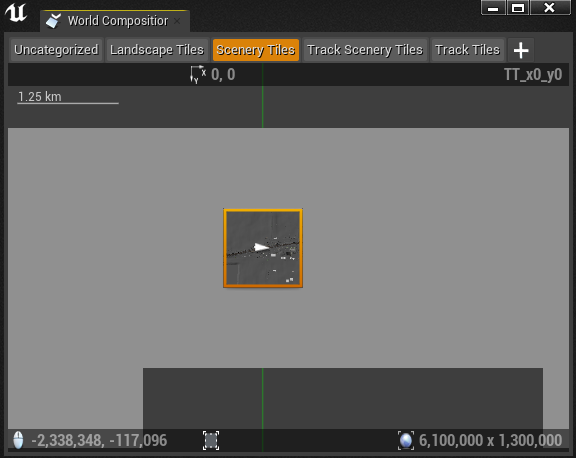 World Composition
Uncategorized Landscape Tiles Scenery Tiles Track Scenery Tiles Track Tiles
X Y 0, 0 TT_x0_y0
1.25 km
-2,338,348, -117,096 6,100,000 x 1,300,000